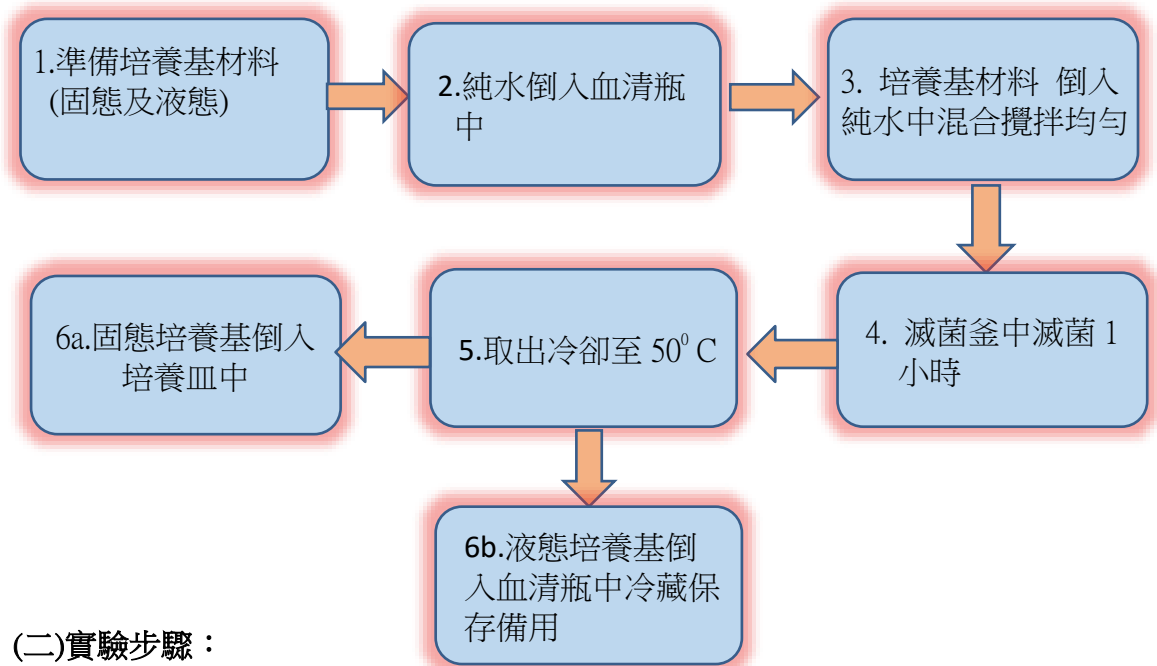 1.準備培養基材料
(固態及液態)
2.純水倒入血清瓶
中
3. 培養基材料 倒入
純水中混合攪拌均勻
4. 滅菌釜中滅菌 1
小時
5.取出冷卻至 50⁰ C
6a.固態培養基倒入
培養皿中
6b.液態培養基倒
入血清瓶中冷藏保
存備用
(二)實驗步驟：